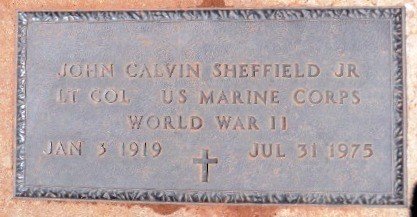 JOHN CALVIN SHEFFIELD JR
LT COL US MARINE CORPS
WORLD WAR II
JAN 3 1919 JUL 31 1975